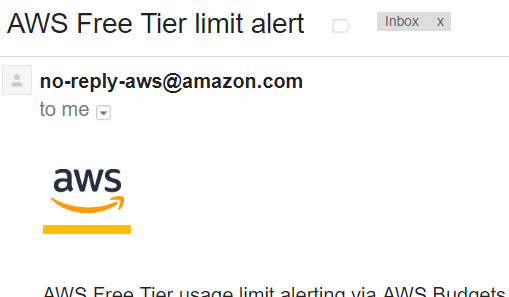 AWS Free Tier limit alert
Inbox x
no-reply-aws@amazon.com
to me
aws
AWS Free Tier usage limit alerting via AWS Budgets